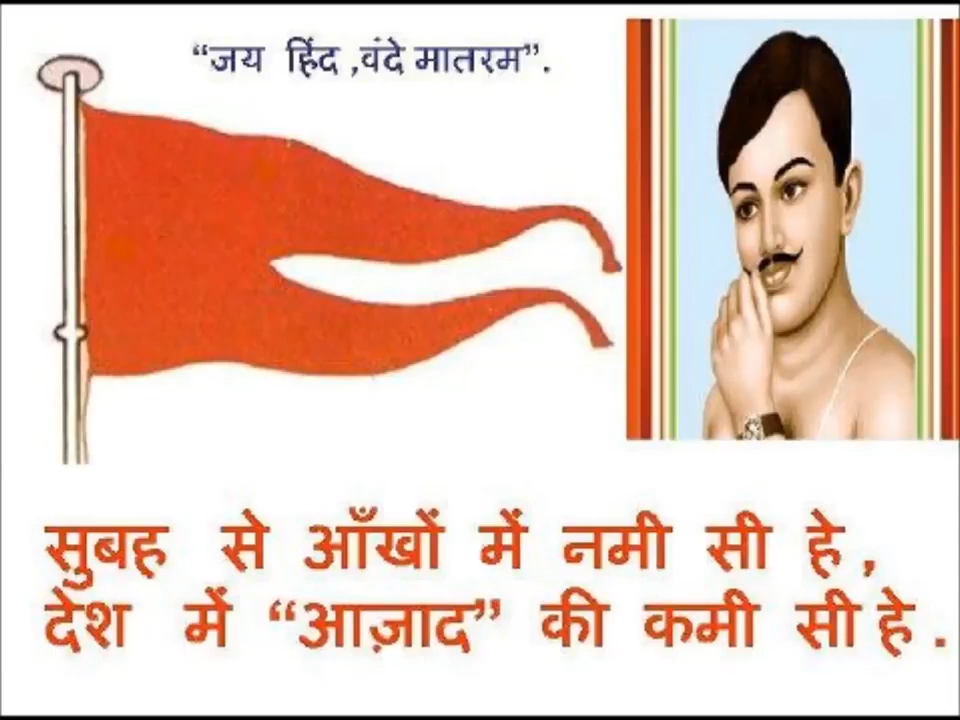 “जय हिंद ,वंदे मातरम”.
सुबह से आँखों में नमी सी हे ,
देश में “आज़ाद” की कमी सी हे .